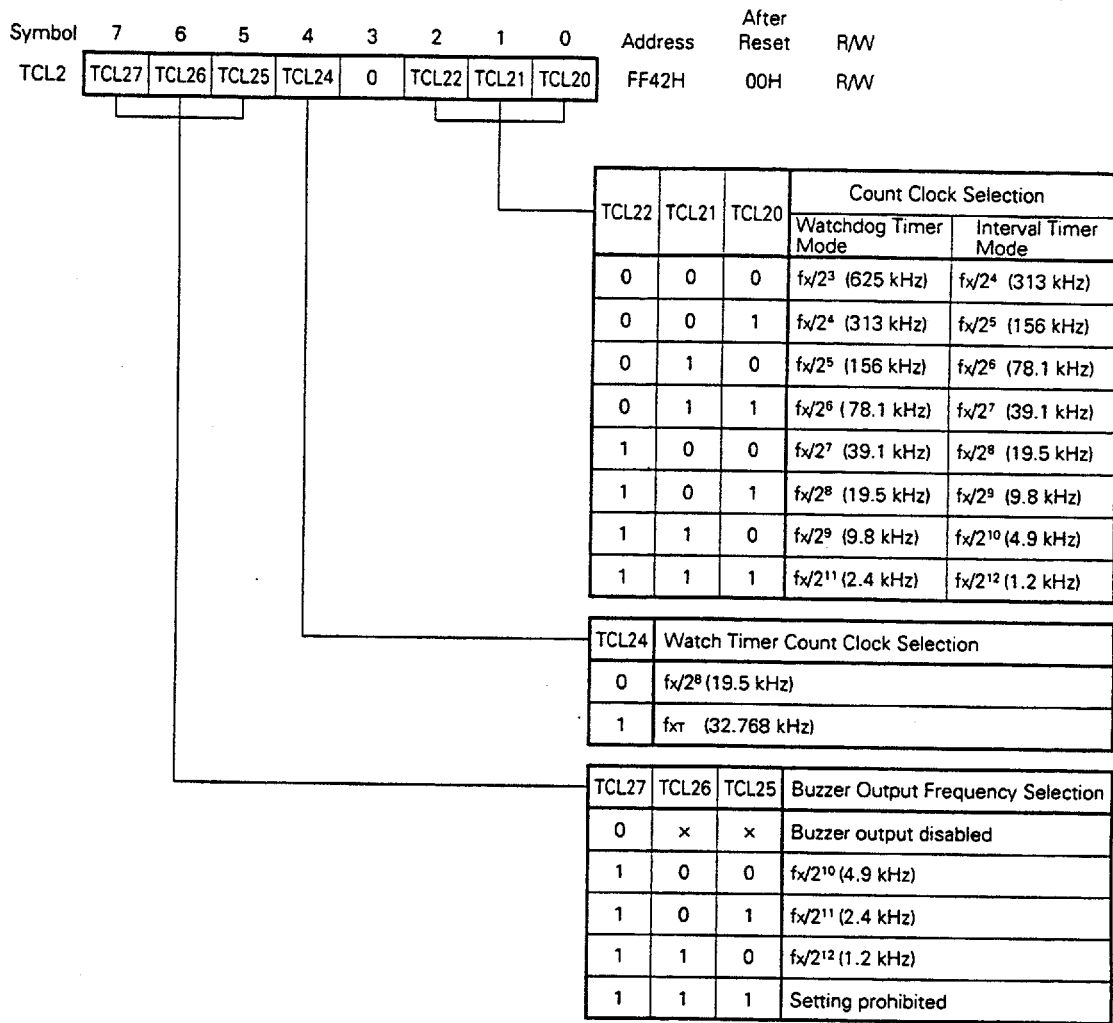 Symbol 7 6 5 4 3 2 1 0 Address After Reset R/W
TCL2 TCL27 TCL26 TCL25 TCL24 0 TCL22 TCL21 TCL20 FF42H 00H R/W
TCL22 TCL21 TCL20 Count Clock Selection
Watchdog Timer Mode Interval Timer Mode
0 0 0 fx/2³ (625 kHz) fx/2⁴ (313 kHz)
0 0 1 fx/2⁴ (313 kHz) fx/2⁵ (156 kHz)
0 1 0 fx/2⁵ (156 kHz) fx/2⁶ (78.1 kHz)
0 1 1 fx/2⁶ (78.1 kHz) fx/2⁷ (39.1 kHz)
1 0 0 fx/2⁷ (39.1 kHz) fx/2⁸ (19.5 kHz)
1 0 1 fx/2⁸ (19.5 kHz) fx/2⁹ (9.8 kHz)
1 1 0 fx/2⁹ (9.8 kHz) fx/2¹⁰ (4.9 kHz)
1 1 1 fx/2¹¹ (2.4 kHz) fx/2¹² (1.2 kHz)
TCL24 Watch Timer Count Clock Selection
0 fx/2⁸ (19.5 kHz)
1 fxT (32.768 kHz)
TCL27 TCL26 TCL25 Buzzer Output Frequency Selection
0 × × Buzzer output disabled
1 0 0 fx/2¹⁰ (4.9 kHz)
1 0 1 fx/2¹¹ (2.4 kHz)
1 1 0 fx/2¹² (1.2 kHz)
1 1 1 Setting prohibited